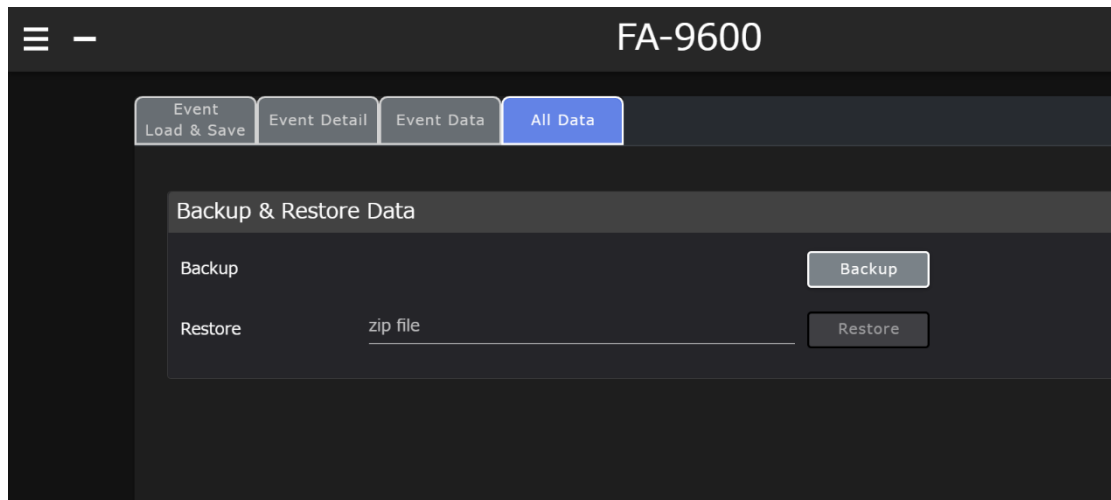 FA-9600
Event
Load & Save
Event Detail
Event Data
All Data
Backup & Restore Data
Backup
Backup
Restore
zip file
Restore